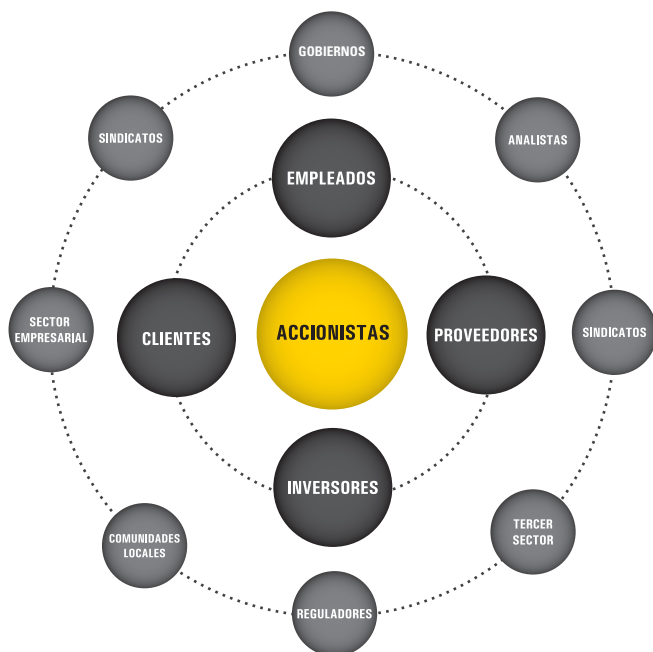 GOBIERNOS
SINDICATOS
ANALISTAS
EMPLEADOS
SECTOR
EMPRESARIAL
CLIENTES
ACCIONISTAS
PROVEEDORES
SINDICATOS
INVERSORES
TERCER
SECTOR
COMUNIDADES
LOCALES
REGULADORES